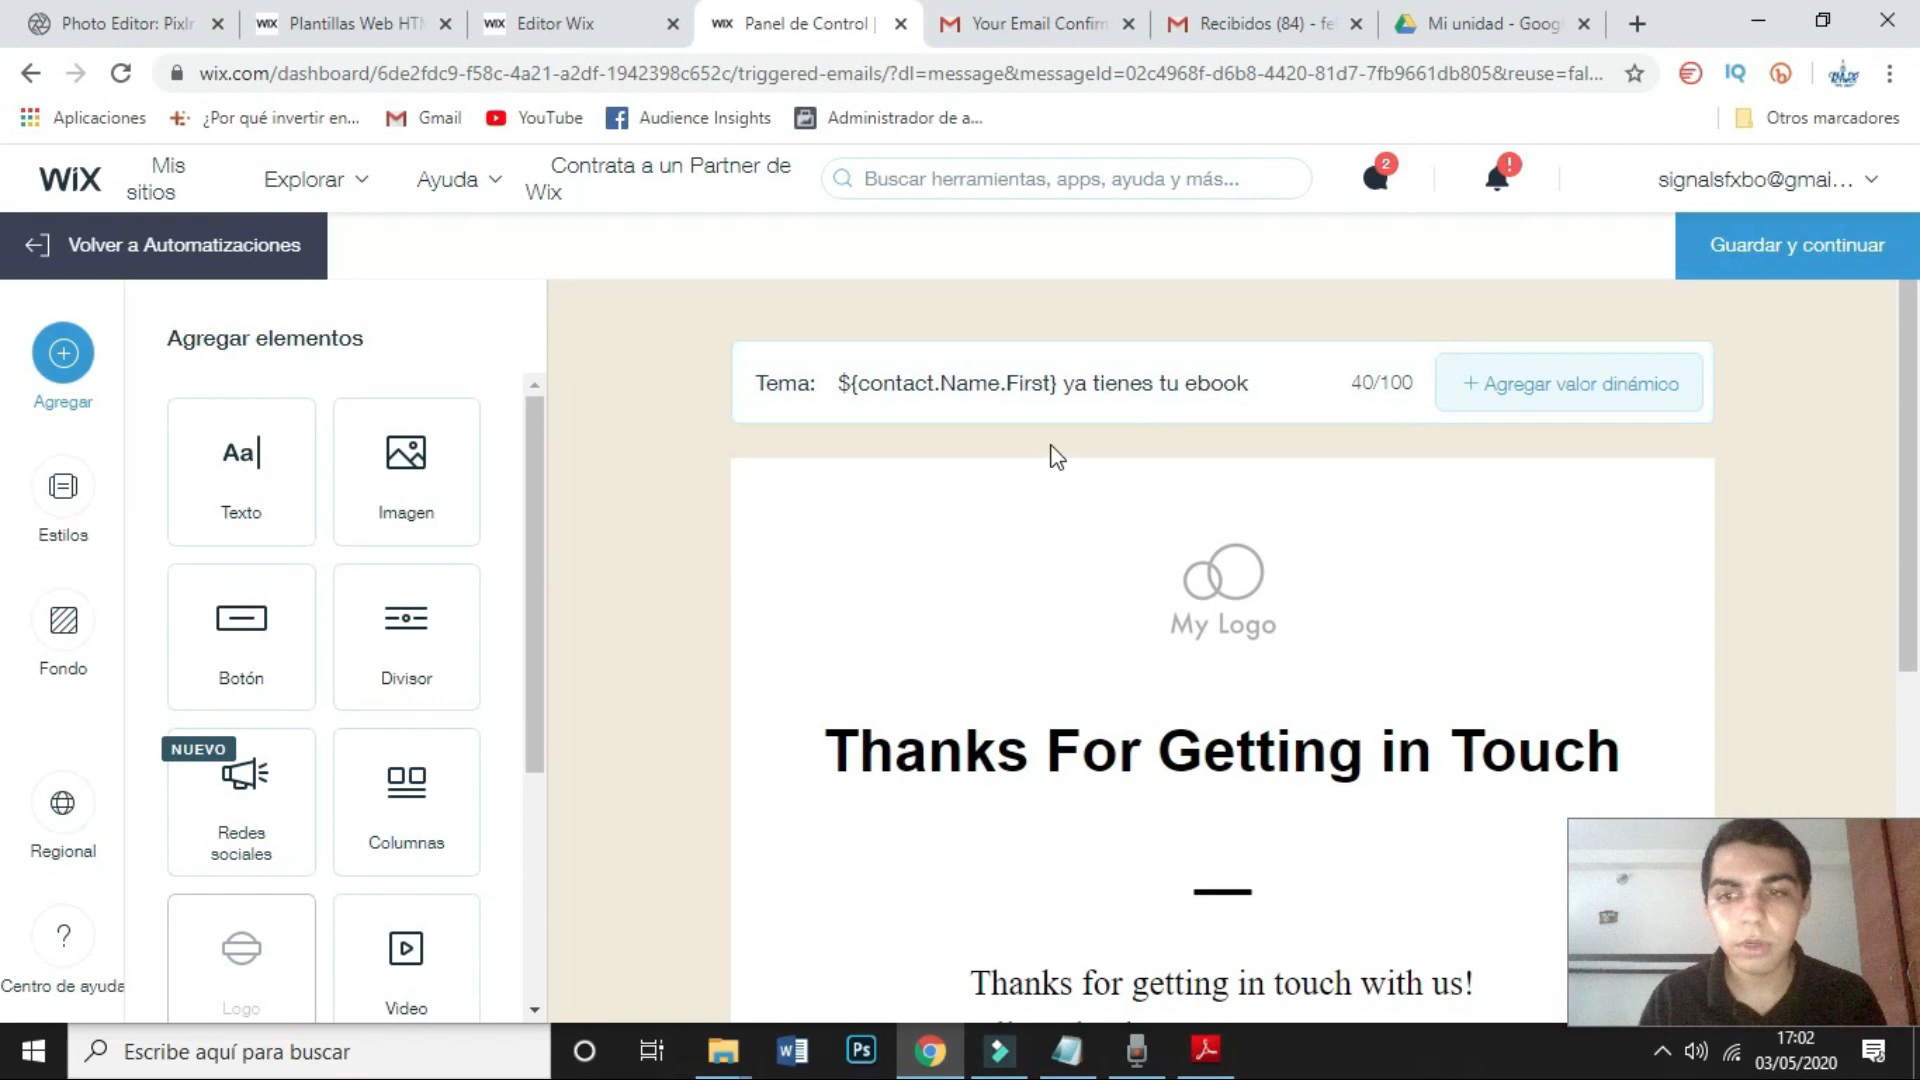 Photo Editor: Pixlr
Plantillas Web HT
Editor Wix
Panel de Control |
Your Email Confirm
Recibidos (84) - fe
Mi unidad - Goog
wix.com/dashboard/6de2fdc9-f58c-4a21-a2df-1942398c652c/triggered-emails/?dl=message&messageId=02c4968f-d6b8-4420-81d7-7fb9661db805&reuse=fal...
Aplicaciones
¿Por qué invertir en...
Gmail
YouTube
Audience Insights
Administrador de a...
Otros marcadores
WiX
Mis sitios
Explorar
Ayuda
Contrata a un Partner de Wix
Buscar herramientas, apps, ayuda y más...
2
signalsfxbo@gmai...
Volver a Automatizaciones
Guardar y continuar
Agregar
Estilos
Fondo
Regional
Centro de ayuda
Agregar elementos
Aa
Texto
Imagen
Botón
Divisor
NUEVO
Redes
sociales
Columnas
Logo
Video
Tema: ${contact.Name.First} ya tienes tu ebook
40/100
+ Agregar valor dinámico
My Logo
Thanks For Getting in Touch
Thanks for getting in touch with us!
Escribe aquí para buscar
17:02
03/05/2020